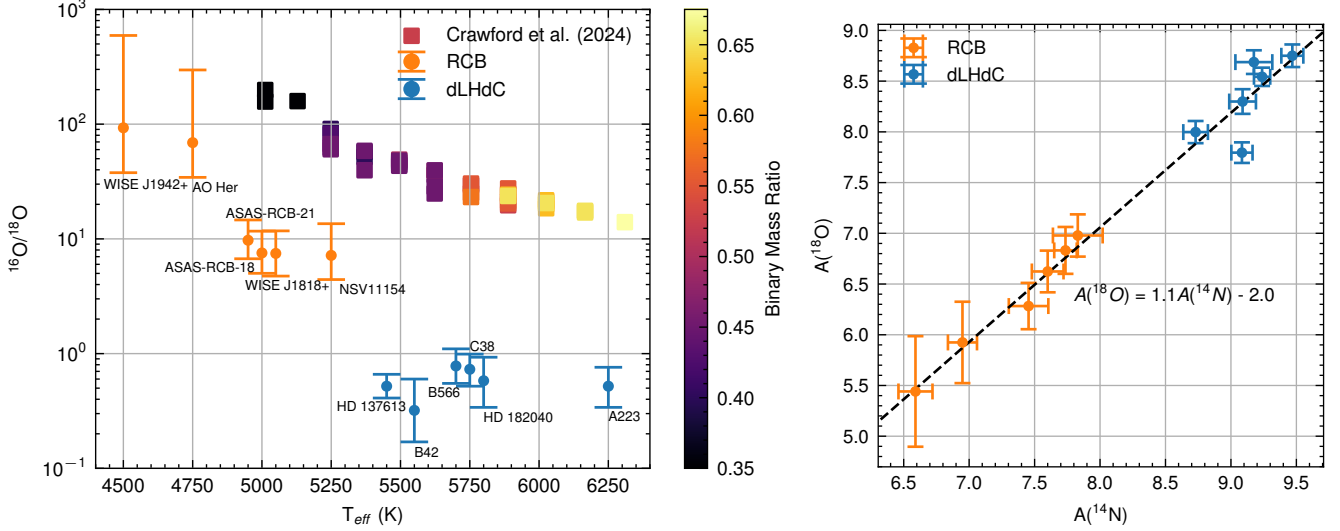 10³
10²
10¹
10⁰
10⁻¹
¹⁶O/¹⁸O
4500 4750 5000 5250 5500 5750 6000 6250
T_eff (K)
Crawford et al. (2024)
RCB
dLHdC
WISE J1942+
AO Her
ASAS-RCB-21
ASAS-RCB-18
WISE J1818+
NSV11154
C38
B566
HD 137613
HD 182040
A223
B42
0.65
0.60
0.55
0.50
0.45
0.40
0.35
Binary Mass Ratio
9.0
8.5
8.0
7.5
7.0
6.5
6.0
5.5
5.0
A(¹⁸O)
RCB
dLHdC
A(¹⁸O) = 1.1A(¹⁴N) - 2.0
6.5 7.0 7.5 8.0 8.5 9.0 9.5
A(¹⁴N)